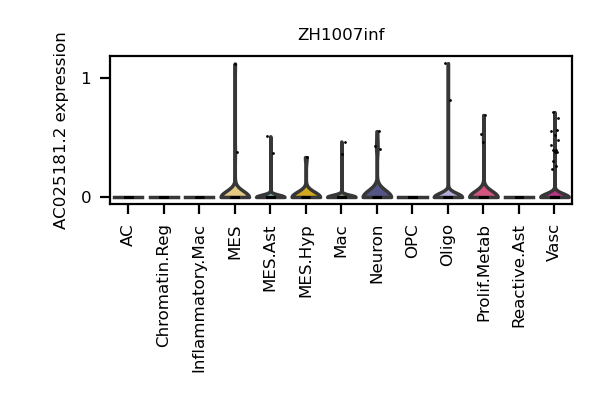 ZH1007inf
AC025181.2 expression
1
0
AC
Chromatin.Reg
Inflammatory.Mac
MES
MES.Ast
MES.Hyp
Mac
Neuron
OPC
Oligo
Prolif.Metab
Reactive.Ast
Vasc